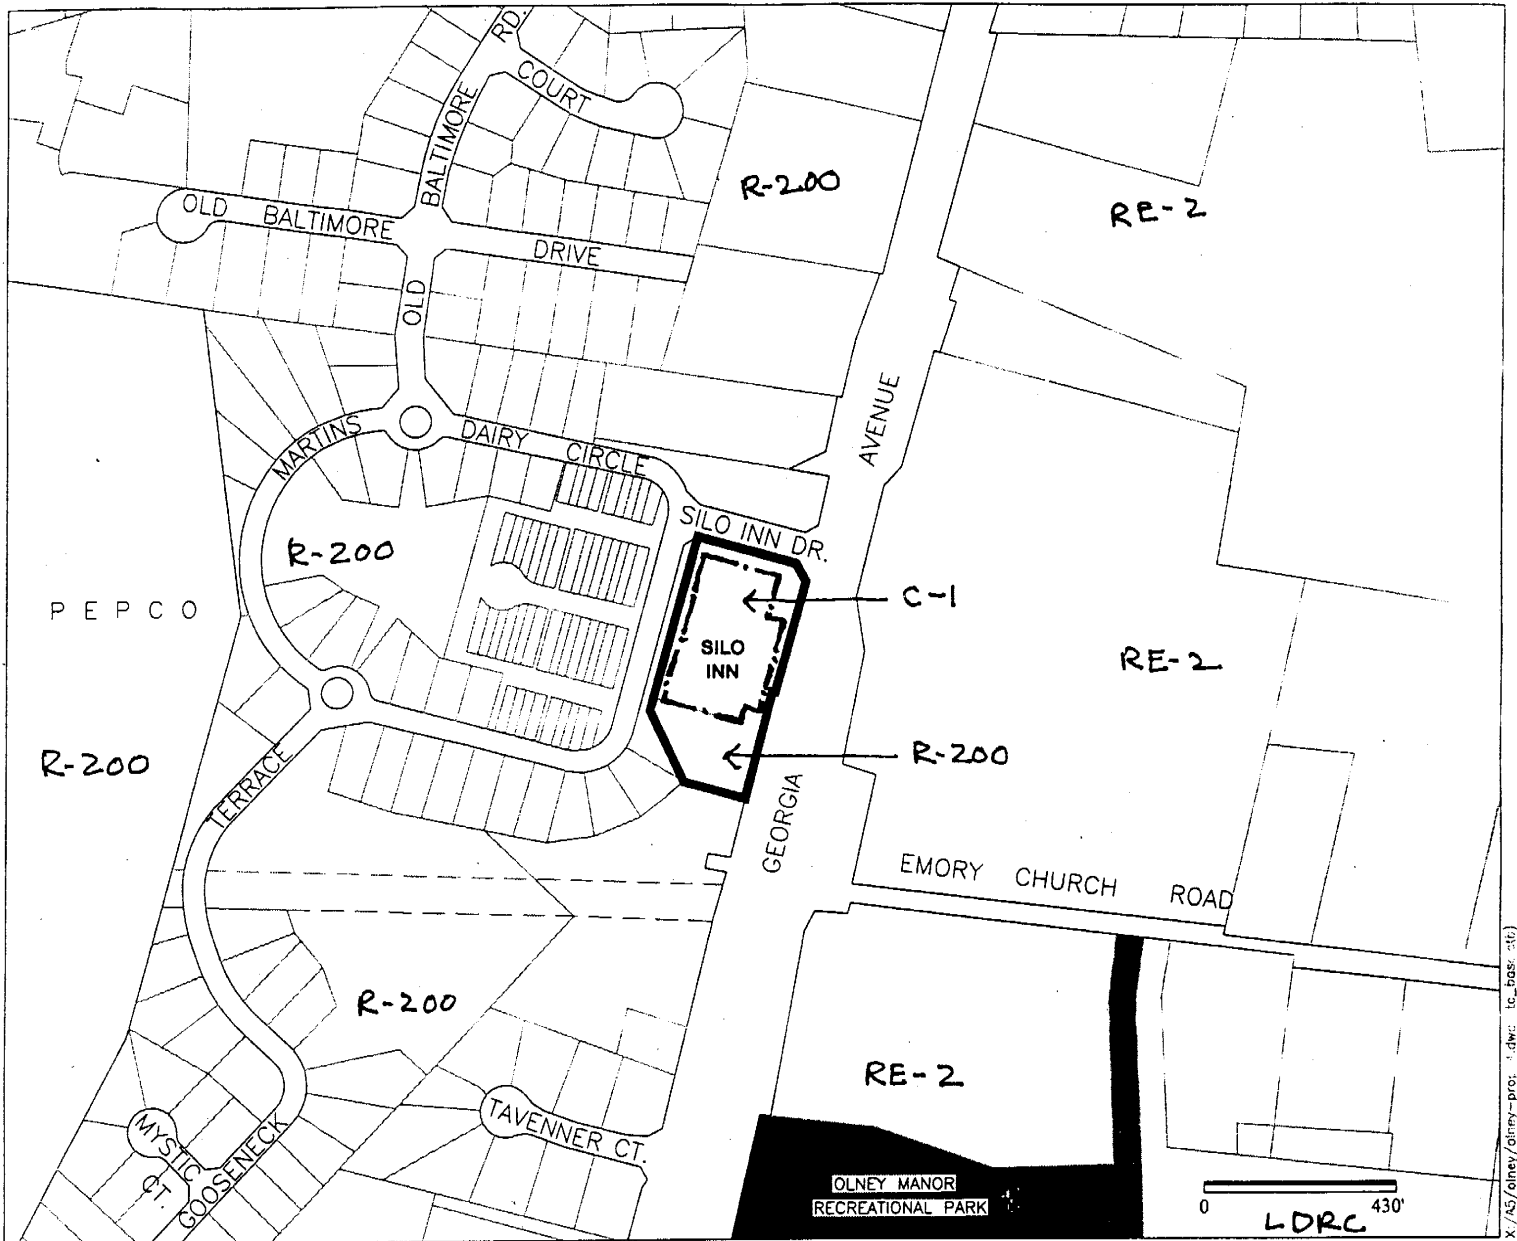 RD.
COURT
BALTIMORE
OLD
R-200
RE-2
OLD BALTIMORE
DRIVE
AVENUE
MARTINS
DAIRY CIRCLE
SILO INN DR.
R-200
C-1
PEPCO
SILO
INN
RE-2
R-200
R-200
TERRACE
GEORGIA
EMORY CHURCH ROAD
R-200
RE-2
TAVENNER CT.
MYSTIC
CT.
GOOSENECK
OLNEY MANOR
RECREATIONAL PARK
0 430'
LDRC